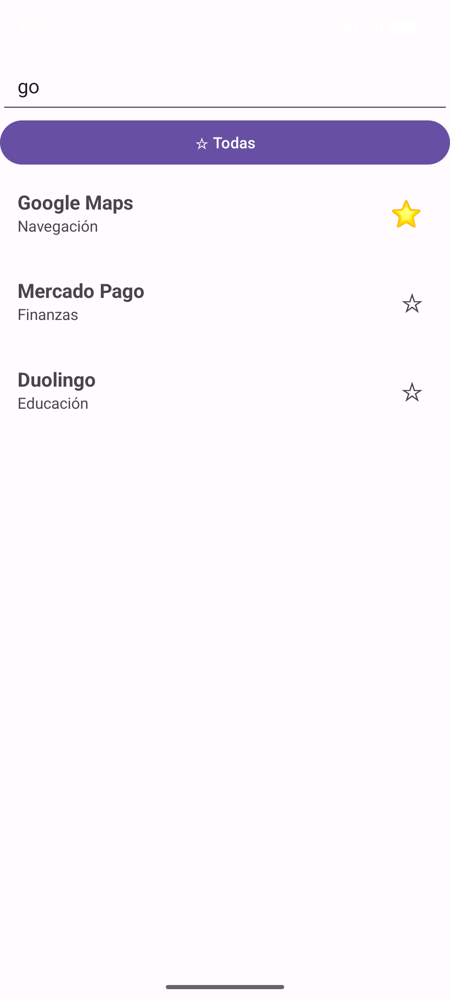 go
☆ Todas
Google Maps
Navegación
⭐
Mercado Pago
Finanzas
☆
Duolingo
Educación
☆